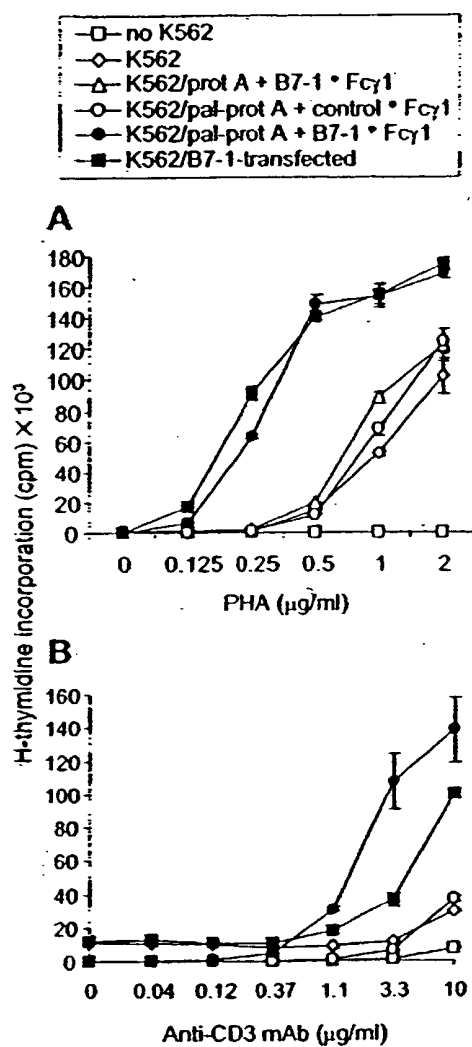 no K562
K562
K562/prot A + B7-1 • Fcγ1
K562/pal-prot A + control • Fcγ1
K562/pal-prot A + B7-1 • Fcγ1
K562/B7-1-transfected
A
180
160
140
120
100
80
60
40
20
0
0 0.125 0.25 0.5 1 2
PHA (μg/ml)
H-thymidine incorporation (cpm) × 10³
B
160
140
120
100
80
60
40
20
0
0 0.04 0.12 0.37 1.1 3.3 10
Anti-CD3 mAb (μg/ml)